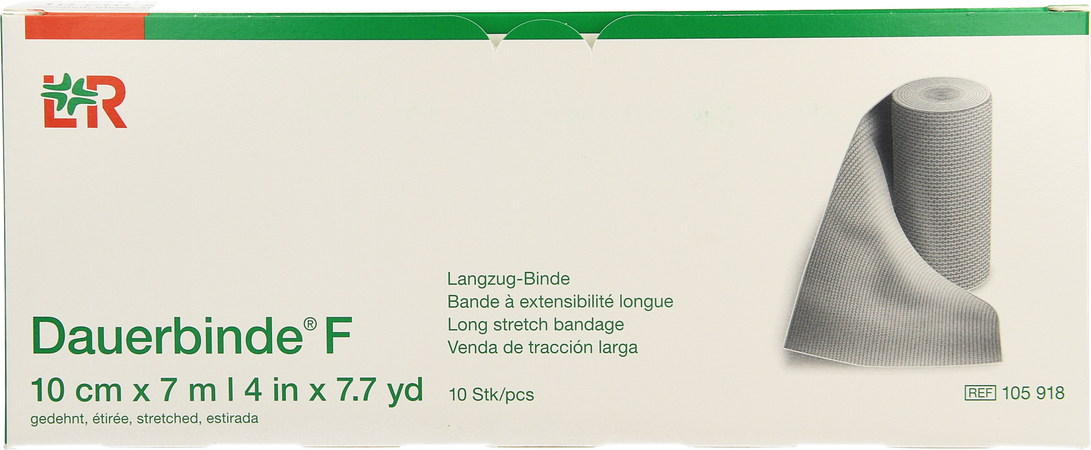 L&R
Langzug-Binde
Bande à extensibilité longue
Long stretch bandage
Venda de tracción larga
Dauerbinde® F
10 cm x 7 m I 4 in x 7.7 yd
10 Stk/pcs
gedehnt, étirée, stretched, estirada
REF 105 918